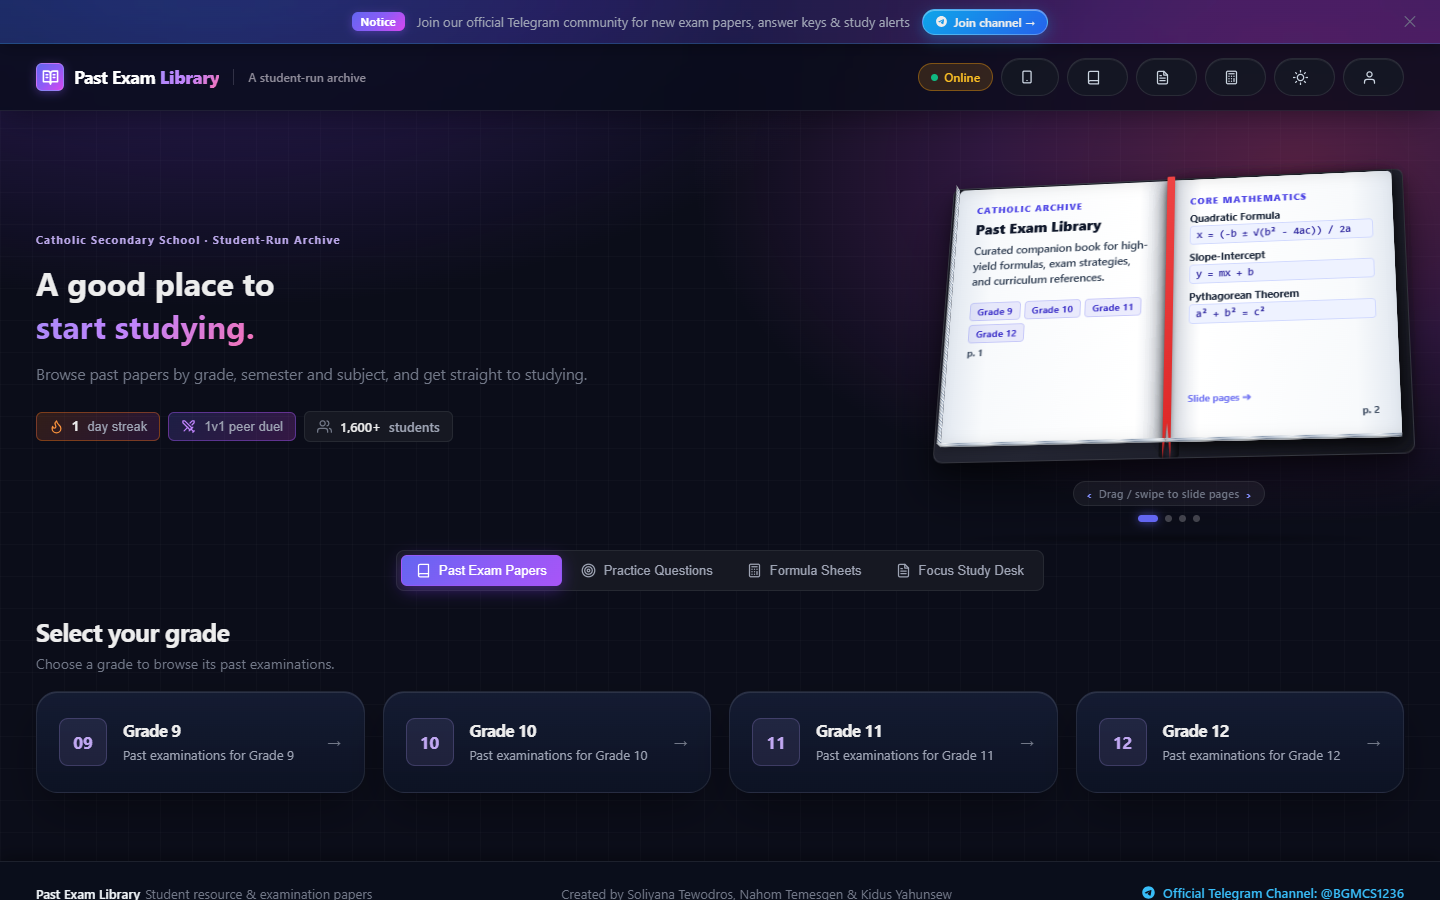 Notice Join our official Telegram community for new exam papers, answer keys & study alerts Join channel →
Past Exam Library A student-run archive
Online
Catholic Secondary School · Student-Run Archive
A good place to
start studying.
Browse past papers by grade, semester and subject, and get straight to studying.
1 day streak
1v1 peer duel
1,600+ students
CATHOLIC ARCHIVE
Past Exam Library
Curated companion book for high-
yield formulas, exam strategies,
and curriculum references.
Grade 9 Grade 10 Grade 11
Grade 12
p. 1
CORE MATHEMATICS
Quadratic Formula
x = (-b ± √(b² - 4ac)) / 2a
Slope-Intercept
y = mx + b
Pythagorean Theorem
a² + b² = c²
Slide pages ➔
p. 2
‹ Drag / swipe to slide pages ›
Past Exam Papers
Practice Questions
Formula Sheets
Focus Study Desk
Select your grade
Choose a grade to browse its past examinations.
09
Grade 9
Past examinations for Grade 9
→
10
Grade 10
Past examinations for Grade 10
→
11
Grade 11
Past examinations for Grade 11
→
12
Grade 12
Past examinations for Grade 12
→
Past Exam Library Student resource & examination papers
Created by Soliyana Tewodros, Nahom Temesgen & Kidus Yahunsew
Official Telegram Channel: @BGMCS1236